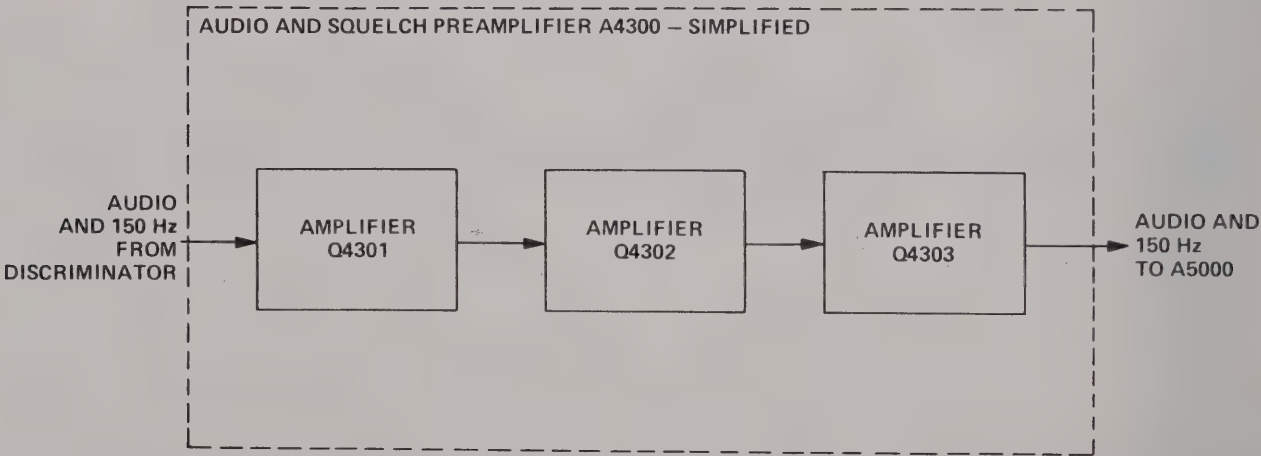 AUDIO AND SQUELCH PREAMPLIFIER A4300 – SIMPLIFIED
AUDIO
AND 150 Hz
FROM
DISCRIMINATOR
AMPLIFIER
Q4301
AMPLIFIER
Q4302
AMPLIFIER
Q4303
AUDIO AND
150 Hz
TO A5000